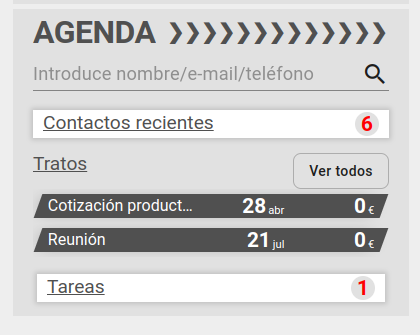 AGENDA
Introduce nombre/e-mail/teléfono
Contactos recientes 6
Tratos Ver todos
Cotización product... 28 abr 0 €
Reunión 21 jul 0 €
Tareas 1